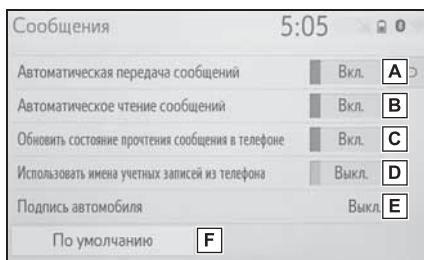 Сообщения 5:05
Автоматическая передача сообщений Вкл. A
Автоматическое чтение сообщений Вкл. B
Обновить состояние прочтения сообщения в телефоне Вкл. C
Использовать имена учетных записей из телефона Выкл. D
Подпись автомобиля Выкл. E
По умолчанию F